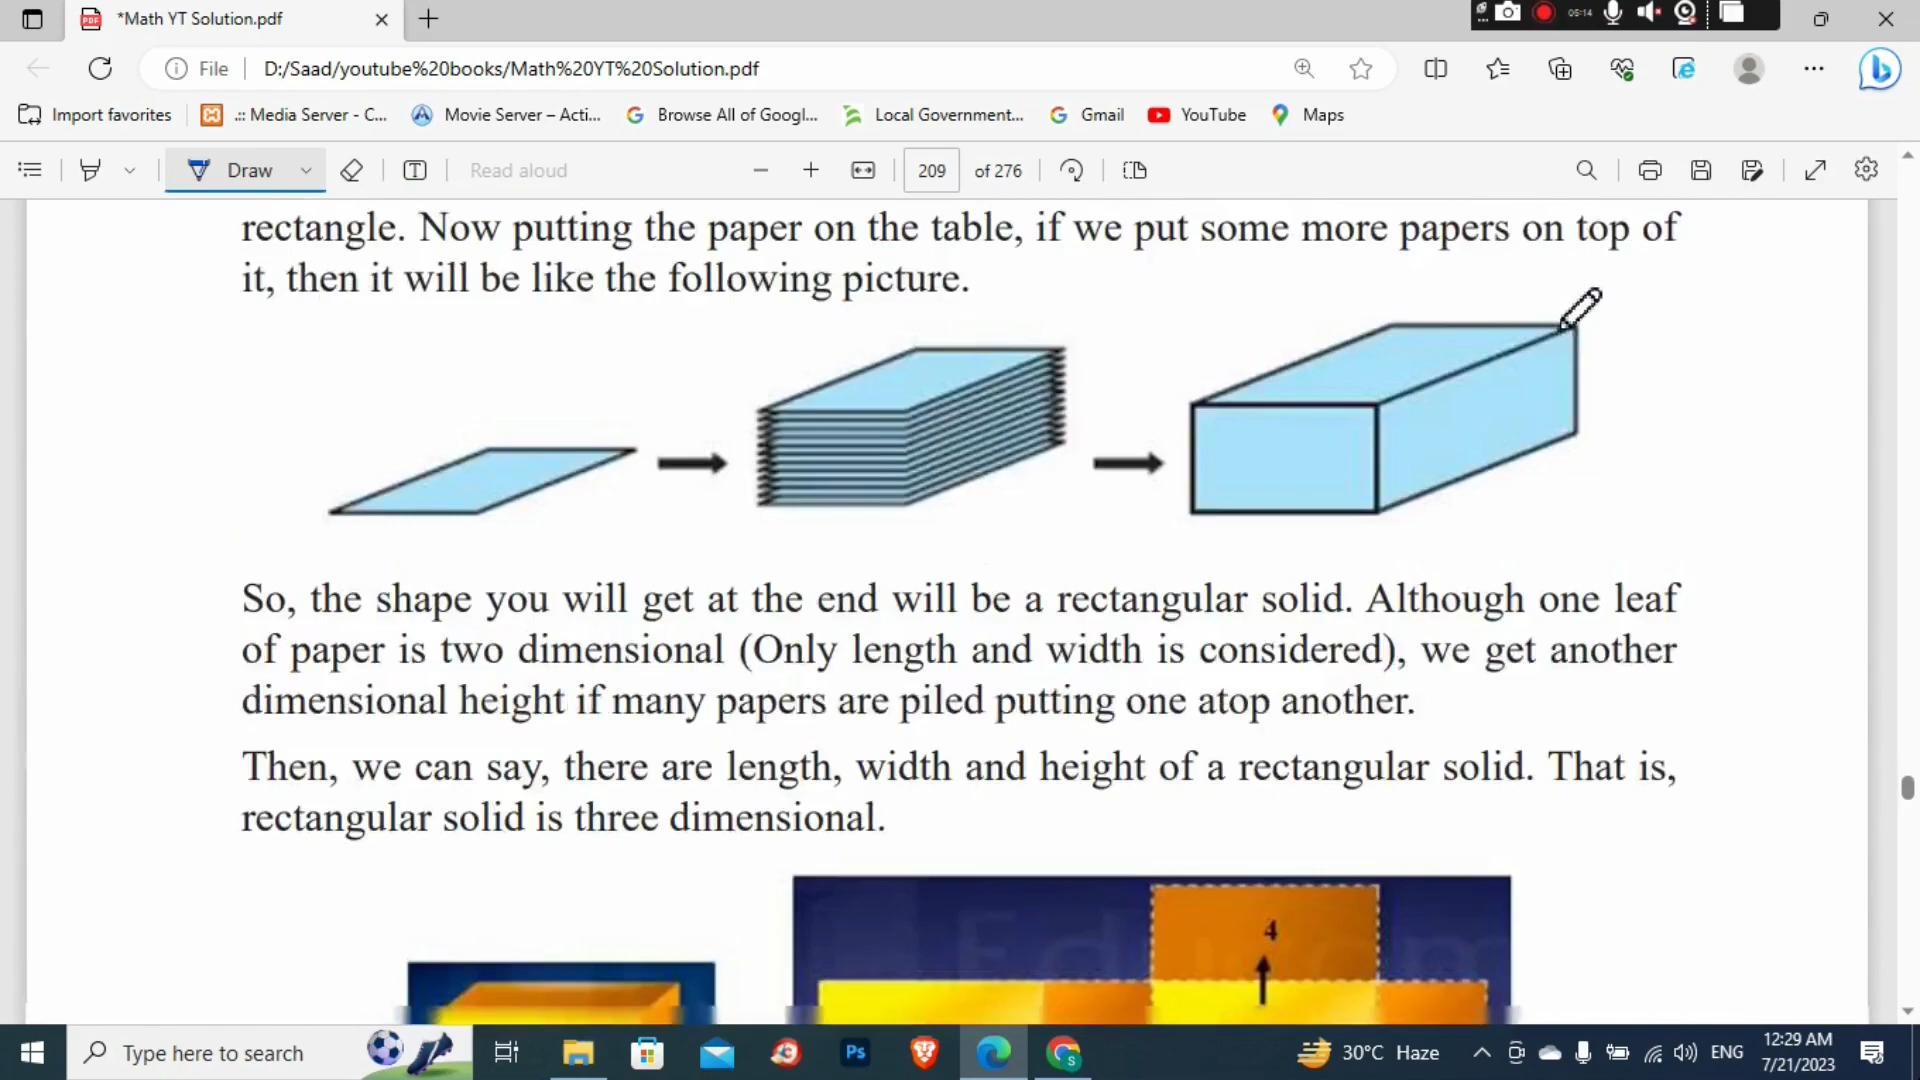 *Math YT Solution.pdf
05:14
File
D:/Saad/youtube%20books/Math%20YT%20Solution.pdf
Import favorites
.:: Media Server - C...
Movie Server – Acti...
Browse All of Googl...
Local Government...
Gmail
YouTube
Maps
Draw
Read aloud
209 of 276
rectangle. Now putting the paper on the table, if we put some more papers on top of
it, then it will be like the following picture.
So, the shape you will get at the end will be a rectangular solid. Although one leaf
of paper is two dimensional (Only length and width is considered), we get another
dimensional height if many papers are piled putting one atop another.
Then, we can say, there are length, width and height of a rectangular solid. That is,
rectangular solid is three dimensional.
4
Type here to search
Ps
30°C Haze
ENG
12:29 AM
7/21/2023